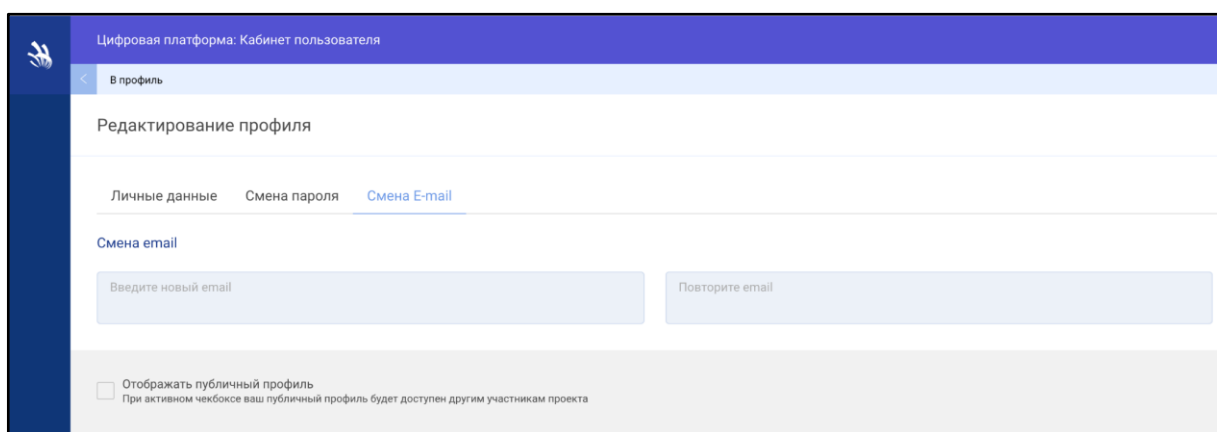 Цифровая платформа: Кабинет пользователя
В профиль
Редактирование профиля
Личные данные Смена пароля Смена E-mail
Смена email
Введите новый email Повторите email
Отображать публичный профиль
При активном чекбоксе ваш публичный профиль будет доступен другим участникам проекта